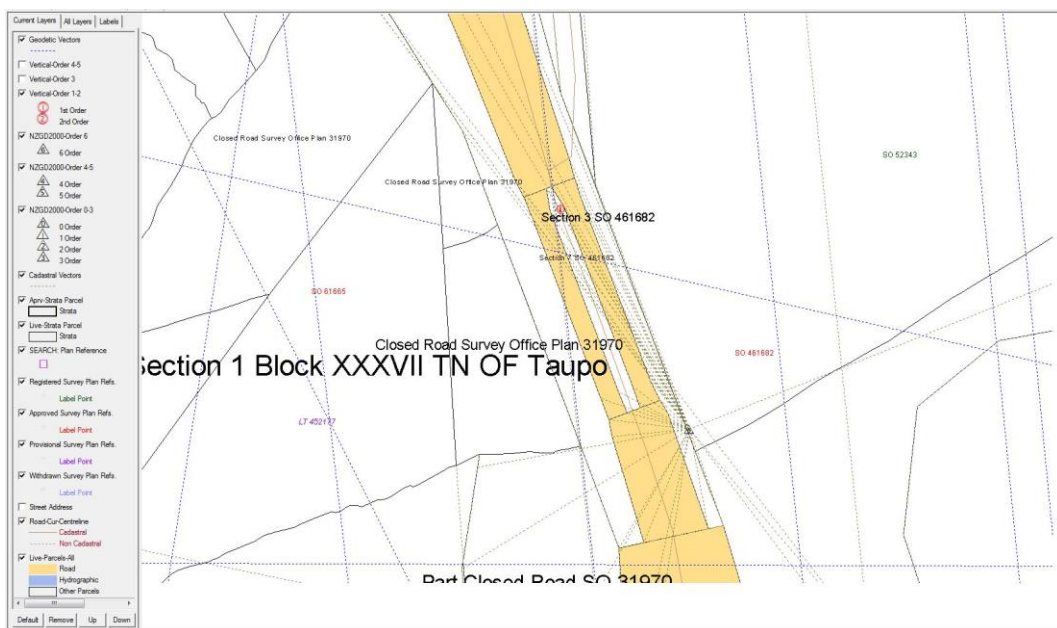 Current Layers All Layers Labels
Geodetic Vectors
Vertical-Order 4-5
Vertical-Order 3
Vertical-Order 1-2
1st Order
2nd Order
NZGD2000-Order 6
6 Order
NZGD2000-Order 4-5
4 Order
5 Order
NZGD2000-Order 0-3
0 Order
1 Order
2 Order
3 Order
Cadastral Vectors
Aprv-Strata Parcel
Strata
Live-Strata Parcel
Strata
SEARCH: Plan Reference
Registered Survey Plan Refs.
Label Point
Approved Survey Plan Refs.
Label Point
Provisional Survey Plan Refs.
Label Point
Withdrawn Survey Plan Refs.
Label Point
Street Address
Road-Cur-Centreline
Cadastral
Non Cadastral
Live-Parcels-All
Road
Hydrographic
Other Parcels
Default Remove Up Down
Closed Road Survey Office Plan 31970
SO 52343
Closed Road Survey Office Plan 31970
Section 3 SO 461682
Section 7 SO 461682
SO 61665
Closed Road Survey Office Plan 31970
SO 461682
Section 1 Block XXXVII TN OF Taupo
LT 452177
Part Closed Road SO 31970